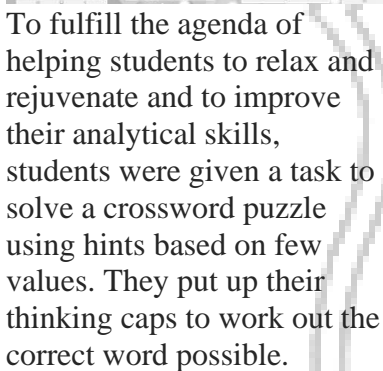 To fulfill the agenda of
helping students to relax and
rejuvenate and to improve
their analytical skills,
students were given a task to
solve a crossword puzzle
using hints based on few
values. They put up their
thinking caps to work out the
correct word possible.